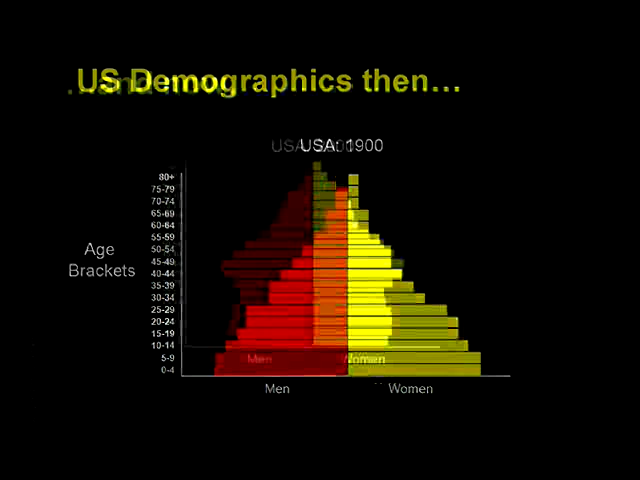 US Demographics then...
...and now
USA: 1900
80+
75-79
70-74
65-69
60-64
55-59
50-54
45-49
40-44
35-39
30-34
25-29
20-24
15-19
10-14
5-9
0-4
Age
Brackets
Men Women
Men Women